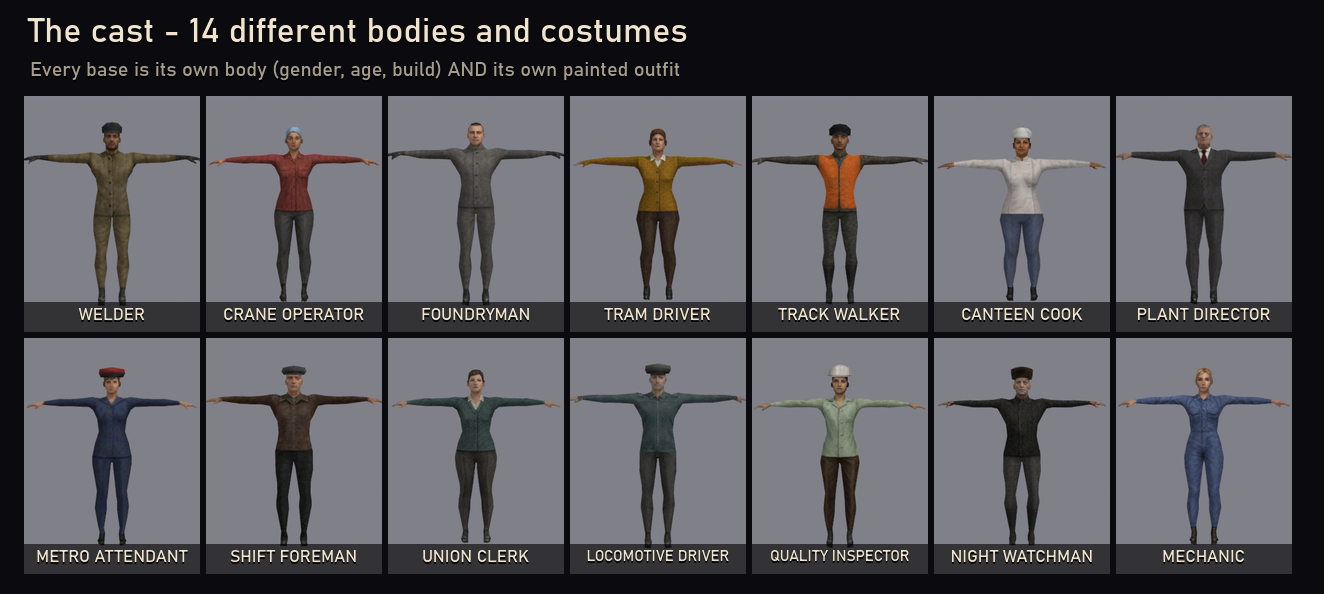 The cast - 14 different bodies and costumes
Every base is its own body (gender, age, build) AND its own painted outfit
WELDER
CRANE OPERATOR
FOUNDRYMAN
TRAM DRIVER
TRACK WALKER
CANTEEN COOK
PLANT DIRECTOR
METRO ATTENDANT
SHIFT FOREMAN
UNION CLERK
LOCOMOTIVE DRIVER
QUALITY INSPECTOR
NIGHT WATCHMAN
MECHANIC